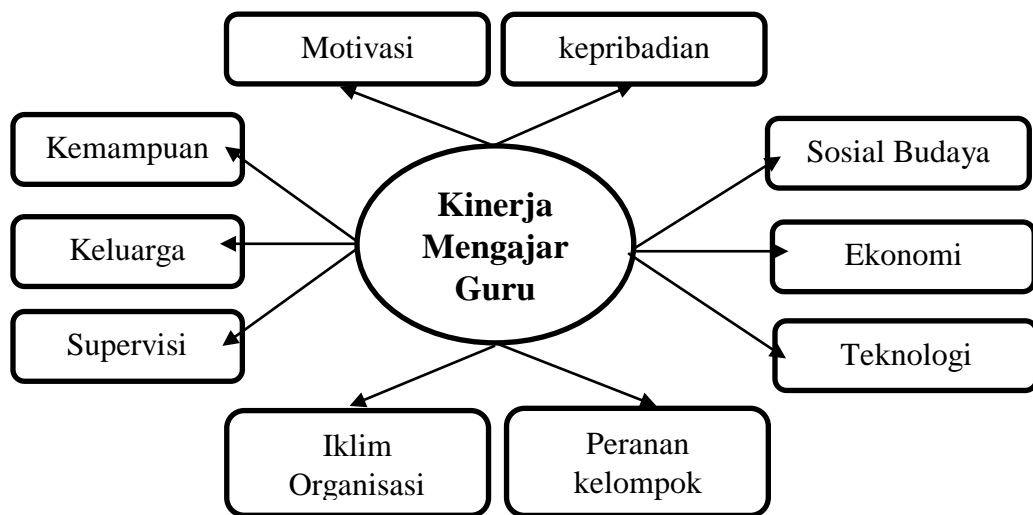 Motivasi
kepribadian
Kemampuan
Sosial Budaya
Kinerja
Mengajar
Guru
Keluarga
Ekonomi
Supervisi
Teknologi
Iklim
Organisasi
Peranan
kelompok